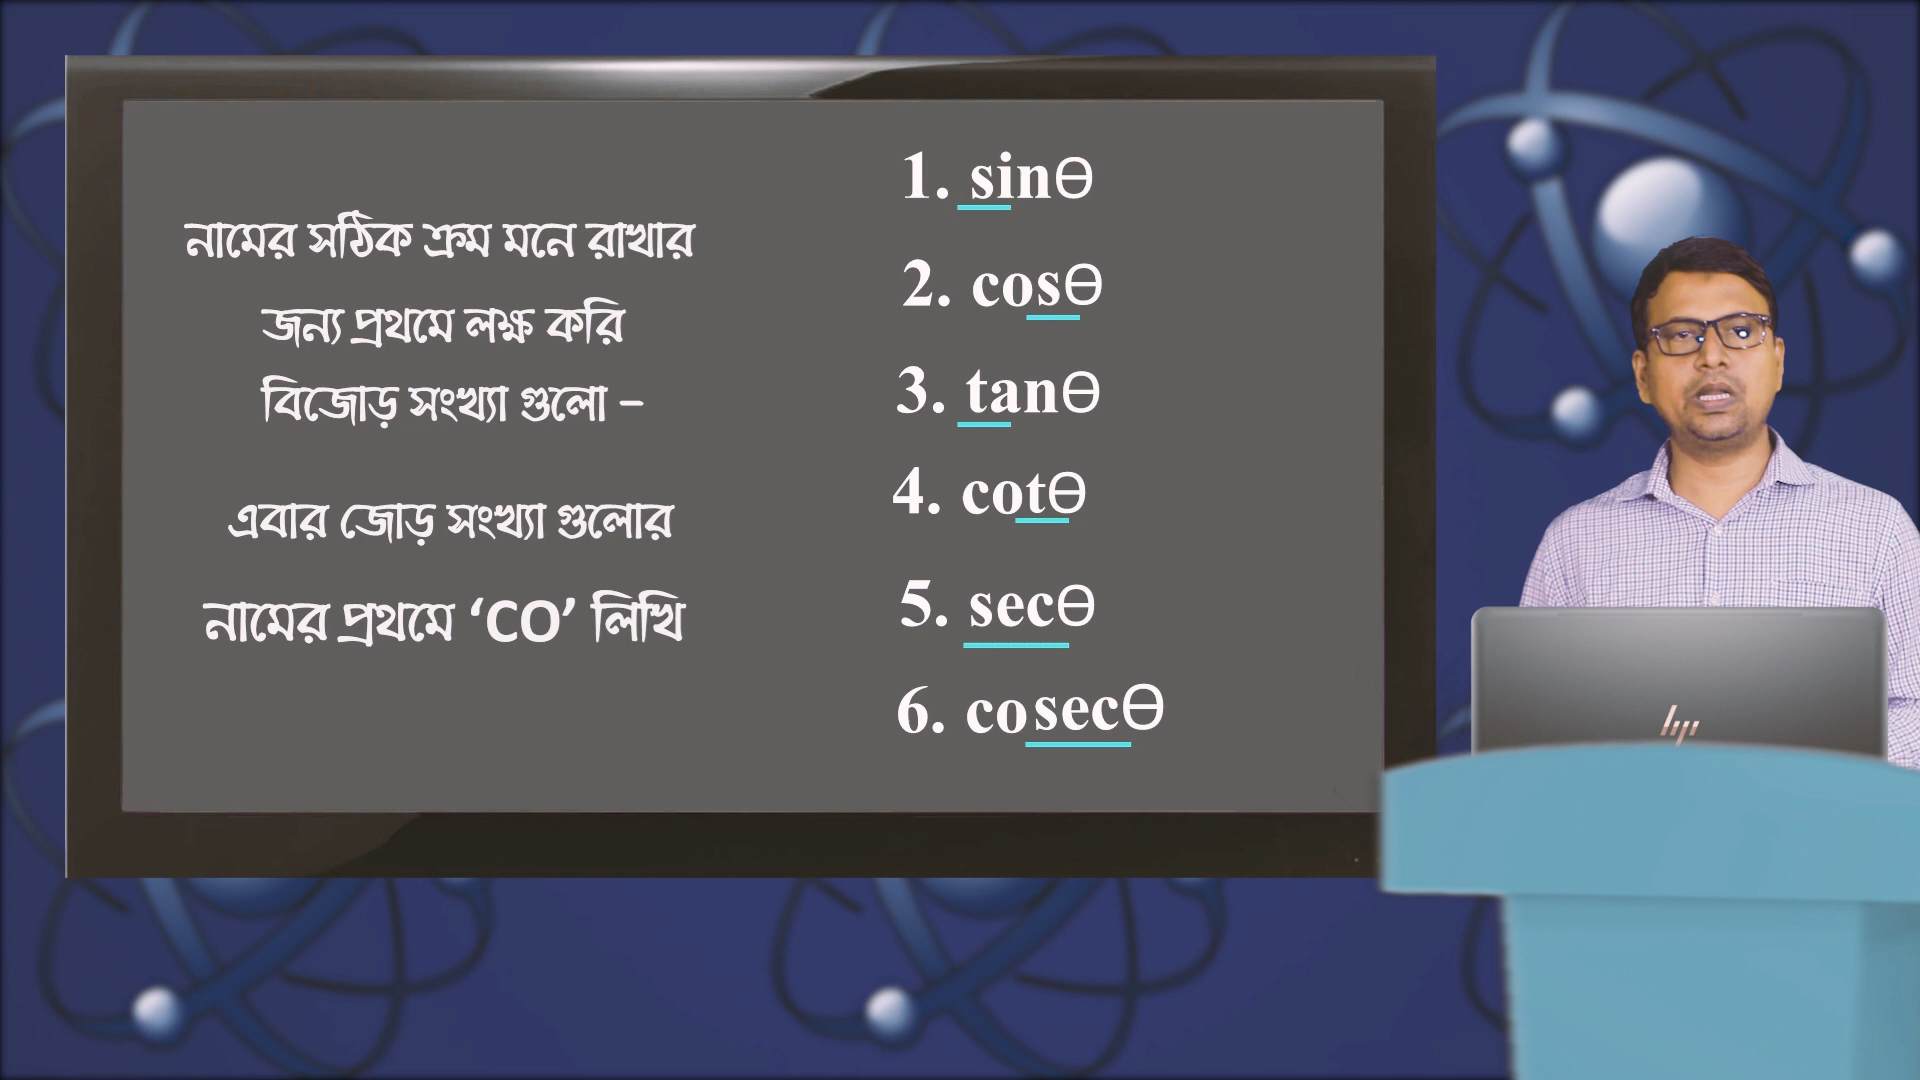 নামের সঠিক ক্রম মনে রাখার
জন্য প্রথমে লক্ষ করি
বিজোড় সংখ্যা গুলো –
এবার জোড় সংখ্যা গুলোর
নামের প্রথমে ‘CO’ লিখি
1. sinΘ
2. cosΘ
3. tanΘ
4. cotΘ
5. secΘ
6. cosecΘ
hp